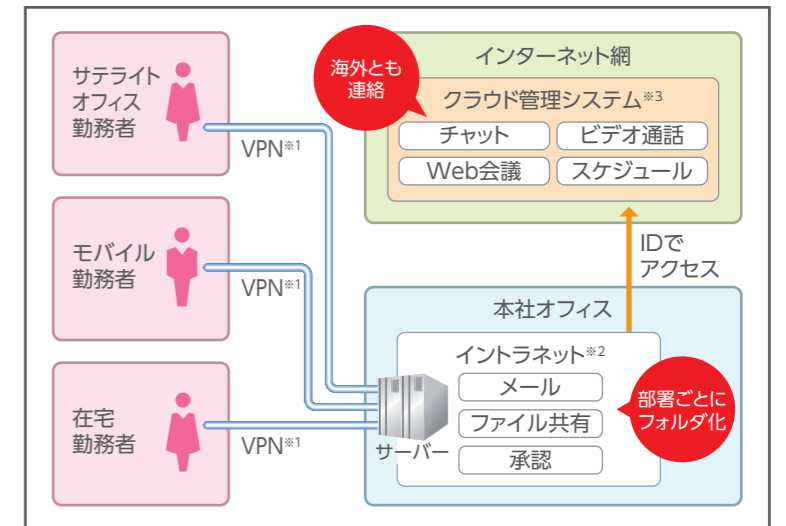 サテライト
オフィス
勤務者
VPN※1
モバイル
勤務者
VPN※1
在宅
勤務者
VPN※1
海外とも
連絡
インターネット網
クラウド管理システム※3
チャット
ビデオ通話
Web会議
スケジュール
IDで
アクセス
本社オフィス
イントラネット※2
メール
ファイル共有
承認
サーバー
部署ごとに
フォルダ化